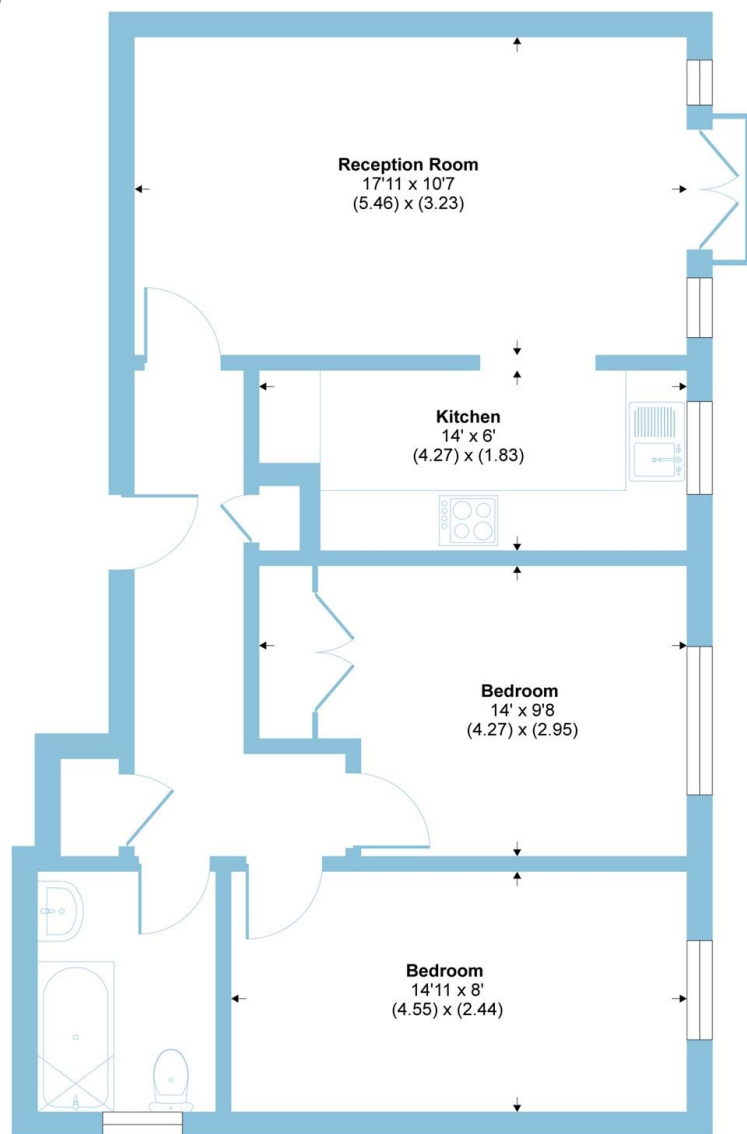 Reception Room
17'11 x 10'7
(5.46) x (3.23)
Kitchen
14' x 6'
(4.27) x (1.83)
Bedroom
14' x 9'8
(4.27) x (2.95)
Bedroom
14'11 x 8'
(4.55) x (2.44)